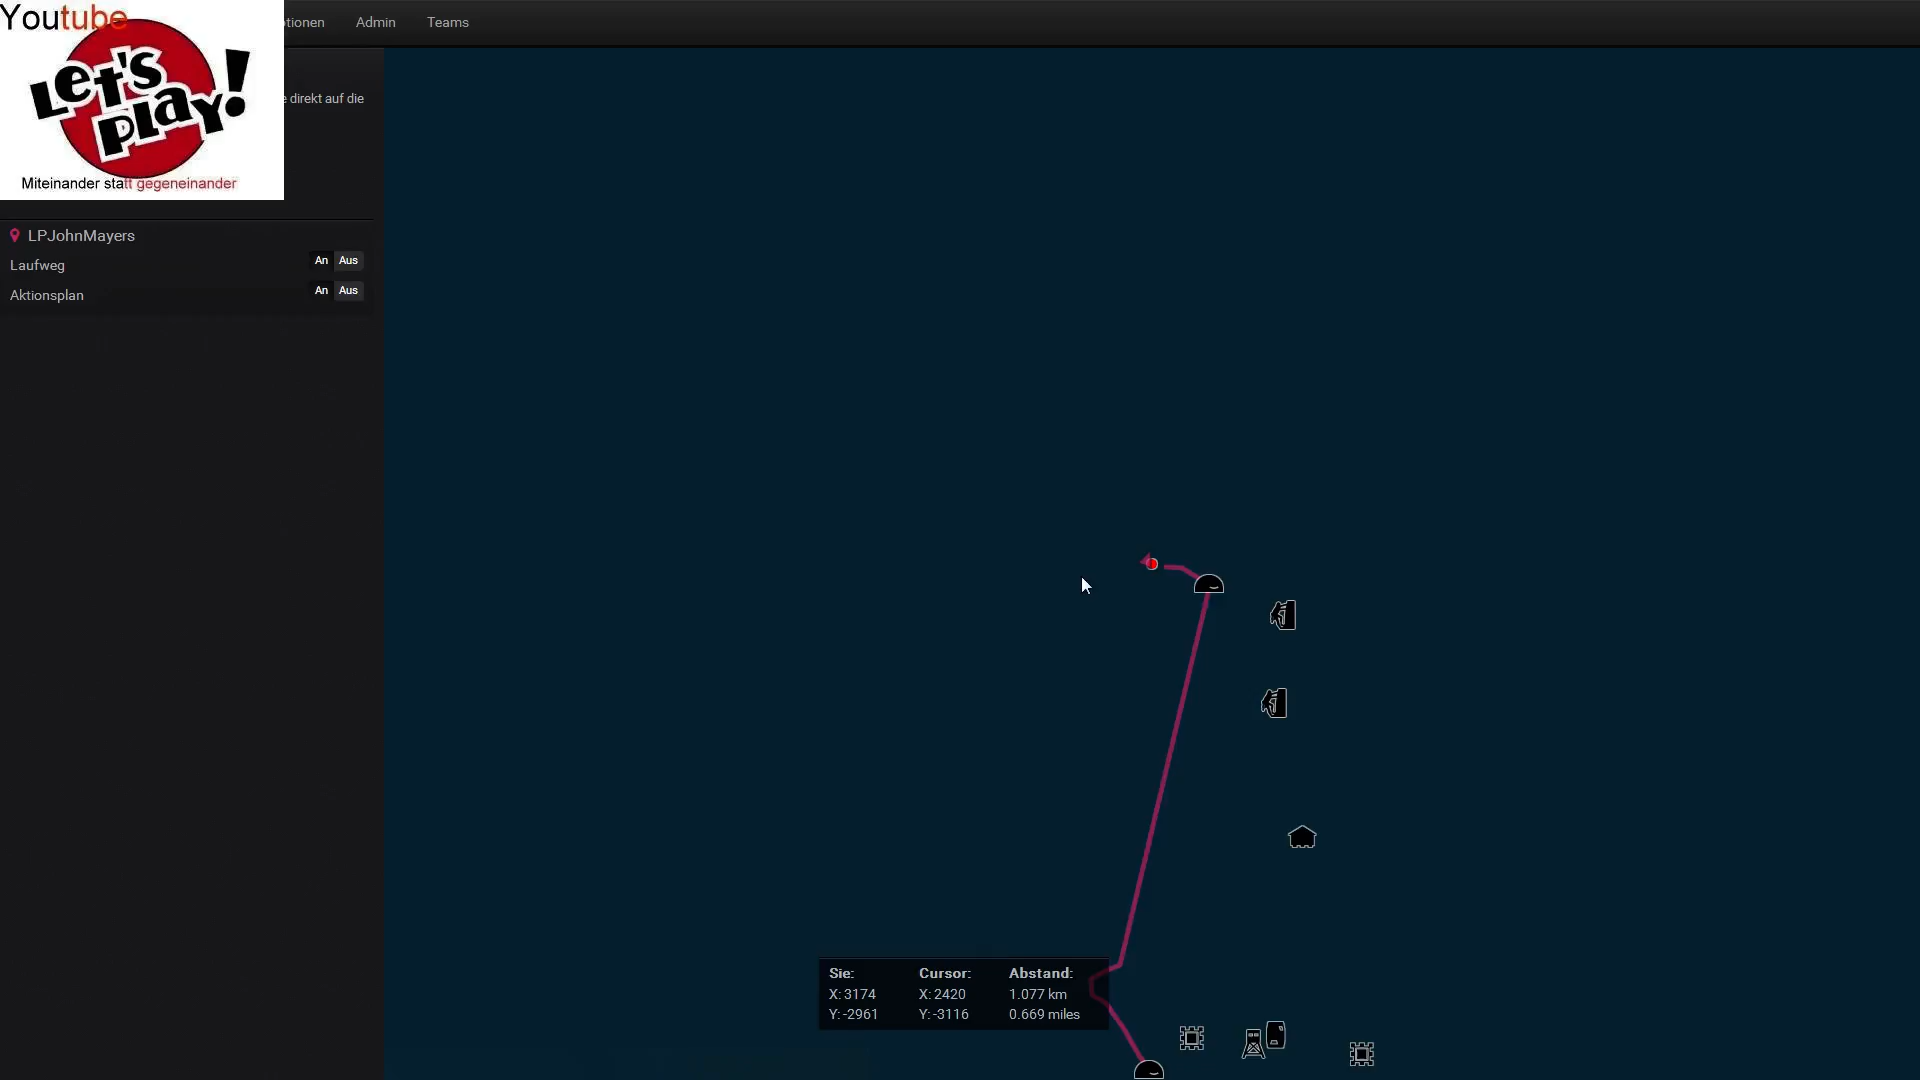 Youtube
Let's
play!
Miteinander statt gegeneinander
tionen
Admin
Teams
e direkt auf die
LPJohnMayers
Laufweg
An Aus
Aktionsplan
An Aus
Sie: Cursor: Abstand:
X: 3174 X: 2420 1.077 km
Y: -2961 Y: -3116 0.669 miles